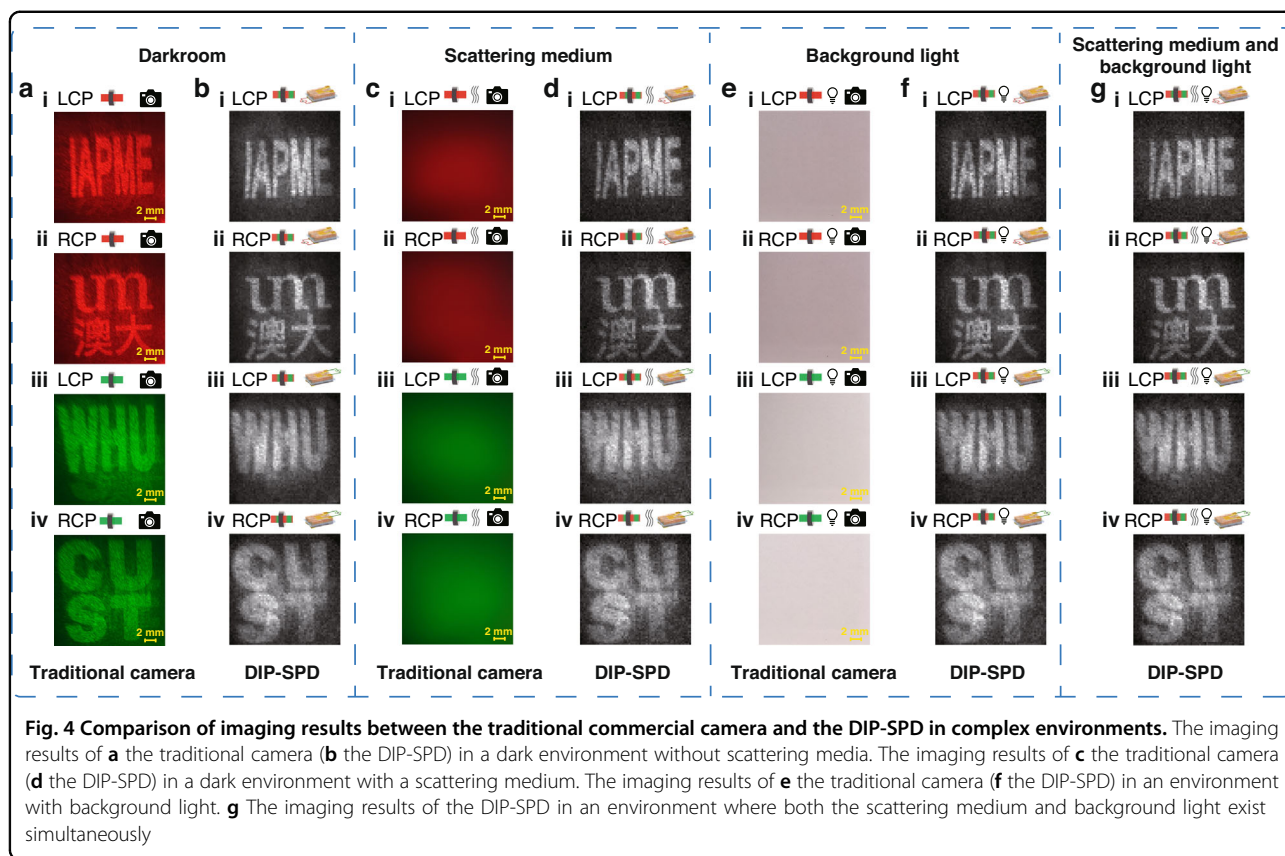 Darkroom
Scattering medium
Background light
Scattering medium and
background light
a i LCP
b i LCP
c i LCP
d i LCP
e i LCP
f i LCP
g i LCP
IAPME
2 mm
IAPME
2 mm
IAPME
2 mm
IAPME
IAPME
ii RCP
ii RCP
ii RCP
ii RCP
ii RCP
ii RCP
ii RCP
um
澳大
2 mm
um
澳大
2 mm
um
澳大
2 mm
um
澳大
um
澳大
iii LCP
iii LCP
iii LCP
iii LCP
iii LCP
iii LCP
iii LCP
WHU
2 mm
WHU
2 mm
WHU
2 mm
WHU
WHU
iv RCP
iv RCP
iv RCP
iv RCP
iv RCP
iv RCP
iv RCP
CU
ST
2 mm
CU
ST
2 mm
CU
ST
2 mm
CU
ST
CU
ST
Traditional camera
DIP-SPD
Traditional camera
DIP-SPD
Traditional camera
DIP-SPD
DIP-SPD
Fig. 4 Comparison of imaging results between the traditional commercial camera and the DIP-SPD in complex environments. The imaging
results of a the traditional camera (b the DIP-SPD) in a dark environment without scattering media. The imaging results of c the traditional camera
(d the DIP-SPD) in a dark environment with a scattering medium. The imaging results of e the traditional camera (f the DIP-SPD) in an environment
with background light. g The imaging results of the DIP-SPD in an environment where both the scattering medium and background light exist
simultaneously